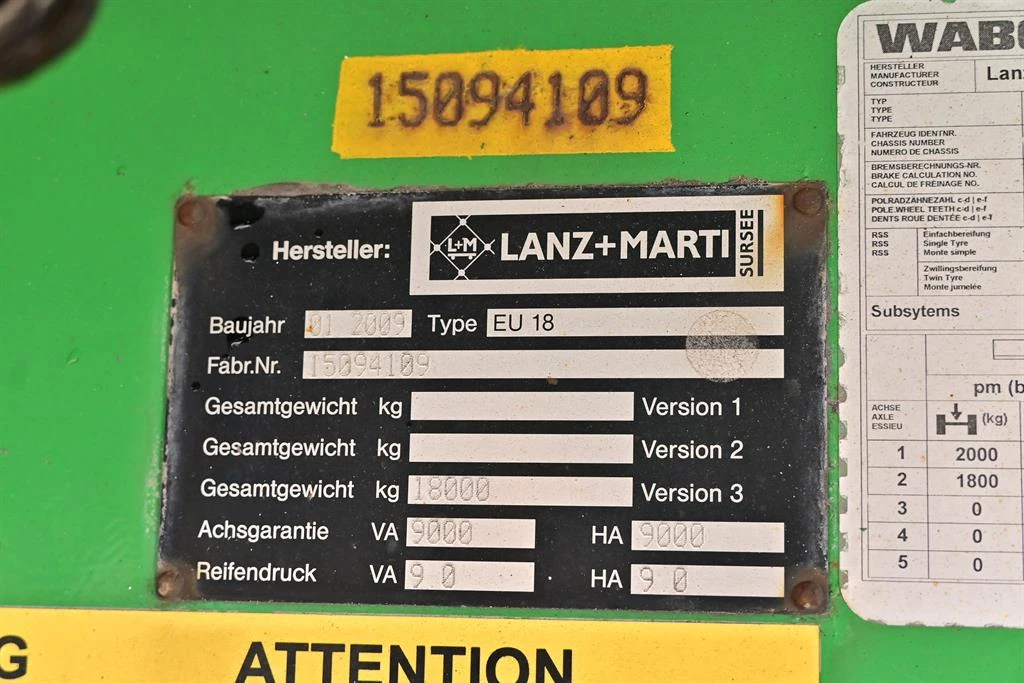 15094109
Hersteller: L+M LANZ+MARTI SURSEE
Baujahr 01 2009 Type EU 18
Fabr.Nr. 15094109
Gesamtgewicht kg Version 1
Gesamtgewicht kg Version 2
Gesamtgewicht kg 18000 Version 3
Achsgarantie VA 9000 HA 9000
Reifendruck VA 9.0 HA 9.0
ATTENTION
HERSTELLER
MANUFACTURER
CONSTRUCTEUR
TYP
TYPE
TYPE
FAHRZEUG IDENTNR.
CHASSIS NUMBER
NUMERO DE CHASSIS
BREMSBERECHNUNGS-NR.
BRAKE CALCULATION NO.
CALCUL DE FREINAGE NO.
POLRADZAHNEZAHL c-d | e-f
POLE WHEEL TEETH c-d | e-f
DENTS ROUE DENTÉE c-d | e-f
RSS Einfachbereifung
RSS Single Tyre
RSS Monte simple
Zwillingsbereifung
Twin Tyre
Monte jumelée
Subsytems
pm
ACHSE
AXLE
ESSIEU
(kg)
1 2000
2 1800
3 0
4 0
5 0